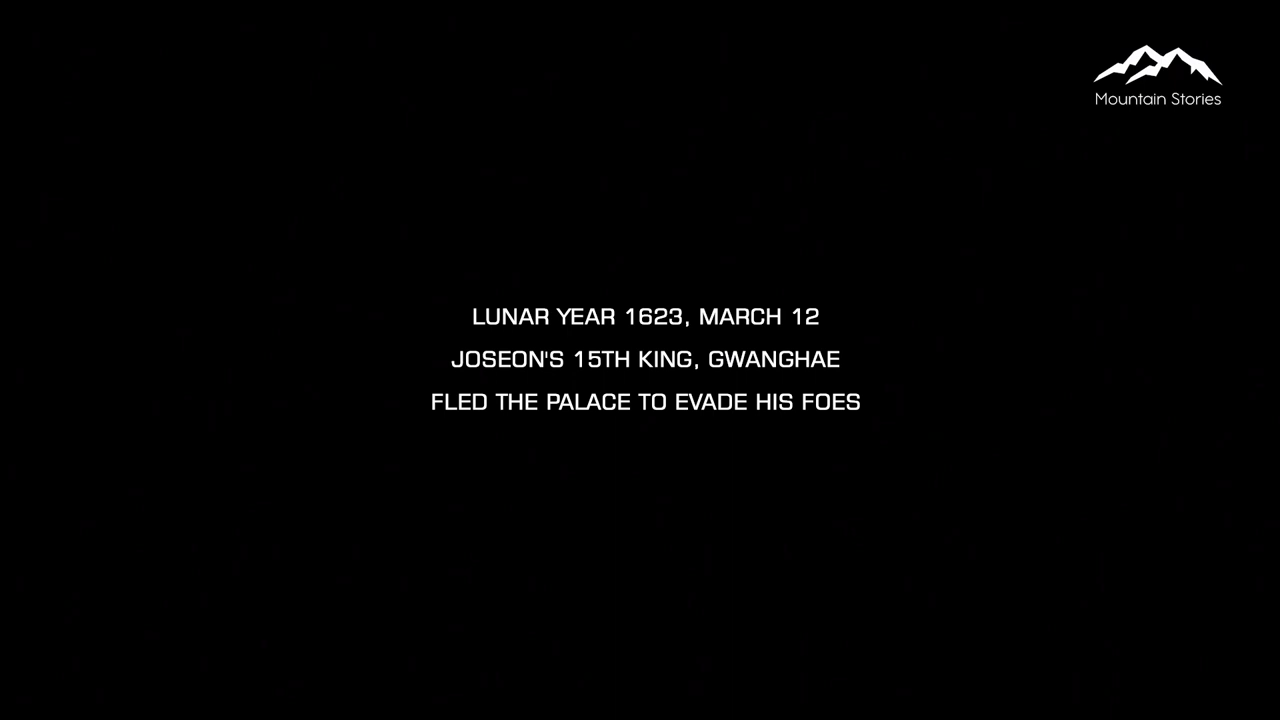 Mountain Stories
LUNAR YEAR 1623, MARCH 12
JOSEON'S 15TH KING, GWANGHAE
FLED THE PALACE TO EVADE HIS FOES